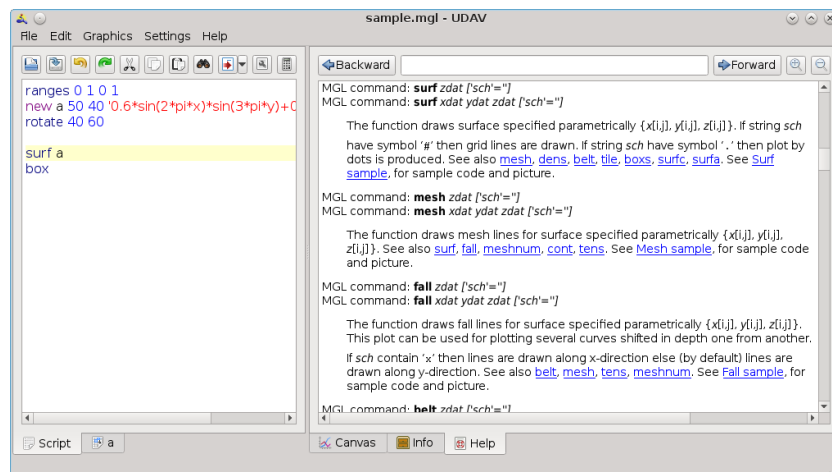 sample.mgl - UDAV
File Edit Graphics Settings Help
ranges 0 1 0 1
new a 50 40 '0.6*sin(2*pi*x)*sin(3*pi*y)+0
rotate 40 60
surf a
box
Script
a
Backward
Forward
MGL command: surf zdat ['sch'='']
MGL command: surf xdat ydat zdat ['sch'='']
The function draws surface specified parametrically {x[i,j], y[i,j], z[i,j]}. If string sch
have symbol '#' then grid lines are drawn. If string sch have symbol '.' then plot by
dots is produced. See also mesh, dens, belt, tile, boxs, surfc, surfa. See Surf
sample, for sample code and picture.
MGL command: mesh zdat ['sch'='']
MGL command: mesh xdat ydat zdat ['sch'='']
The function draws mesh lines for surface specified parametrically {x[i,j], y[i,j],
z[i,j]}. See also surf, fall, meshnum, cont, tens. See Mesh sample, for sample code
and picture.
MGL command: fall zdat ['sch'='']
MGL command: fall xdat ydat zdat ['sch'='']
The function draws fall lines for surface specified parametrically {x[i,j], y[i,j], z[i,j]}.
This plot can be used for plotting several curves shifted in depth one from another.
If sch contain 'x' then lines are drawn along x-direction else (by default) lines are
drawn along y-direction. See also belt, mesh, tens, meshnum. See Fall sample, for
sample code and picture.
MGL command: belt zdat ['sch'='']
Canvas
Info
Help